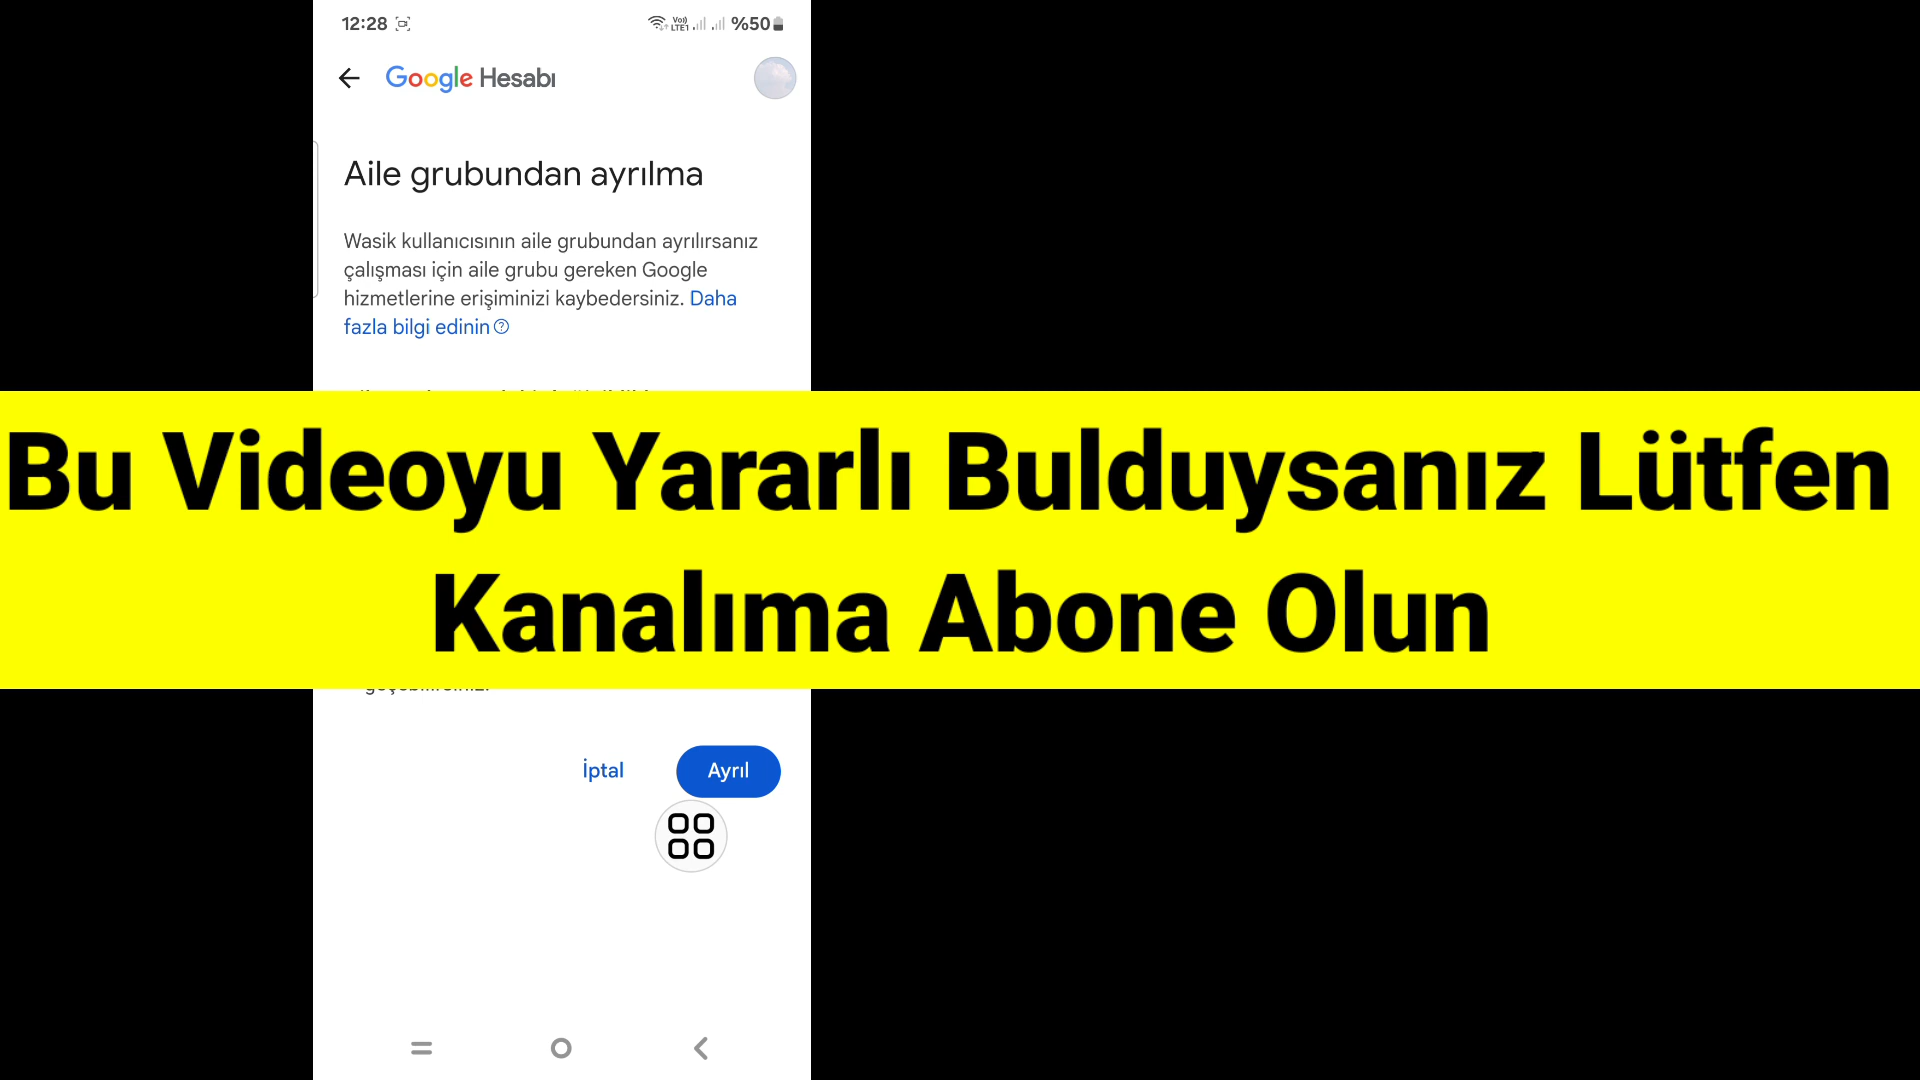 12:28 %50
Google Hesabı
Aile grubundan ayrılma
Wasik kullanıcısının aile grubundan ayrılırsanız
çalışması için aile grubu gereken Google
hizmetlerine erişiminizi kaybedersiniz. Daha
fazla bilgi edinin
Bu Videoyu Yararlı Bulduysanız Lütfen
Kanalıma Abone Olun
İptal Ayrıl